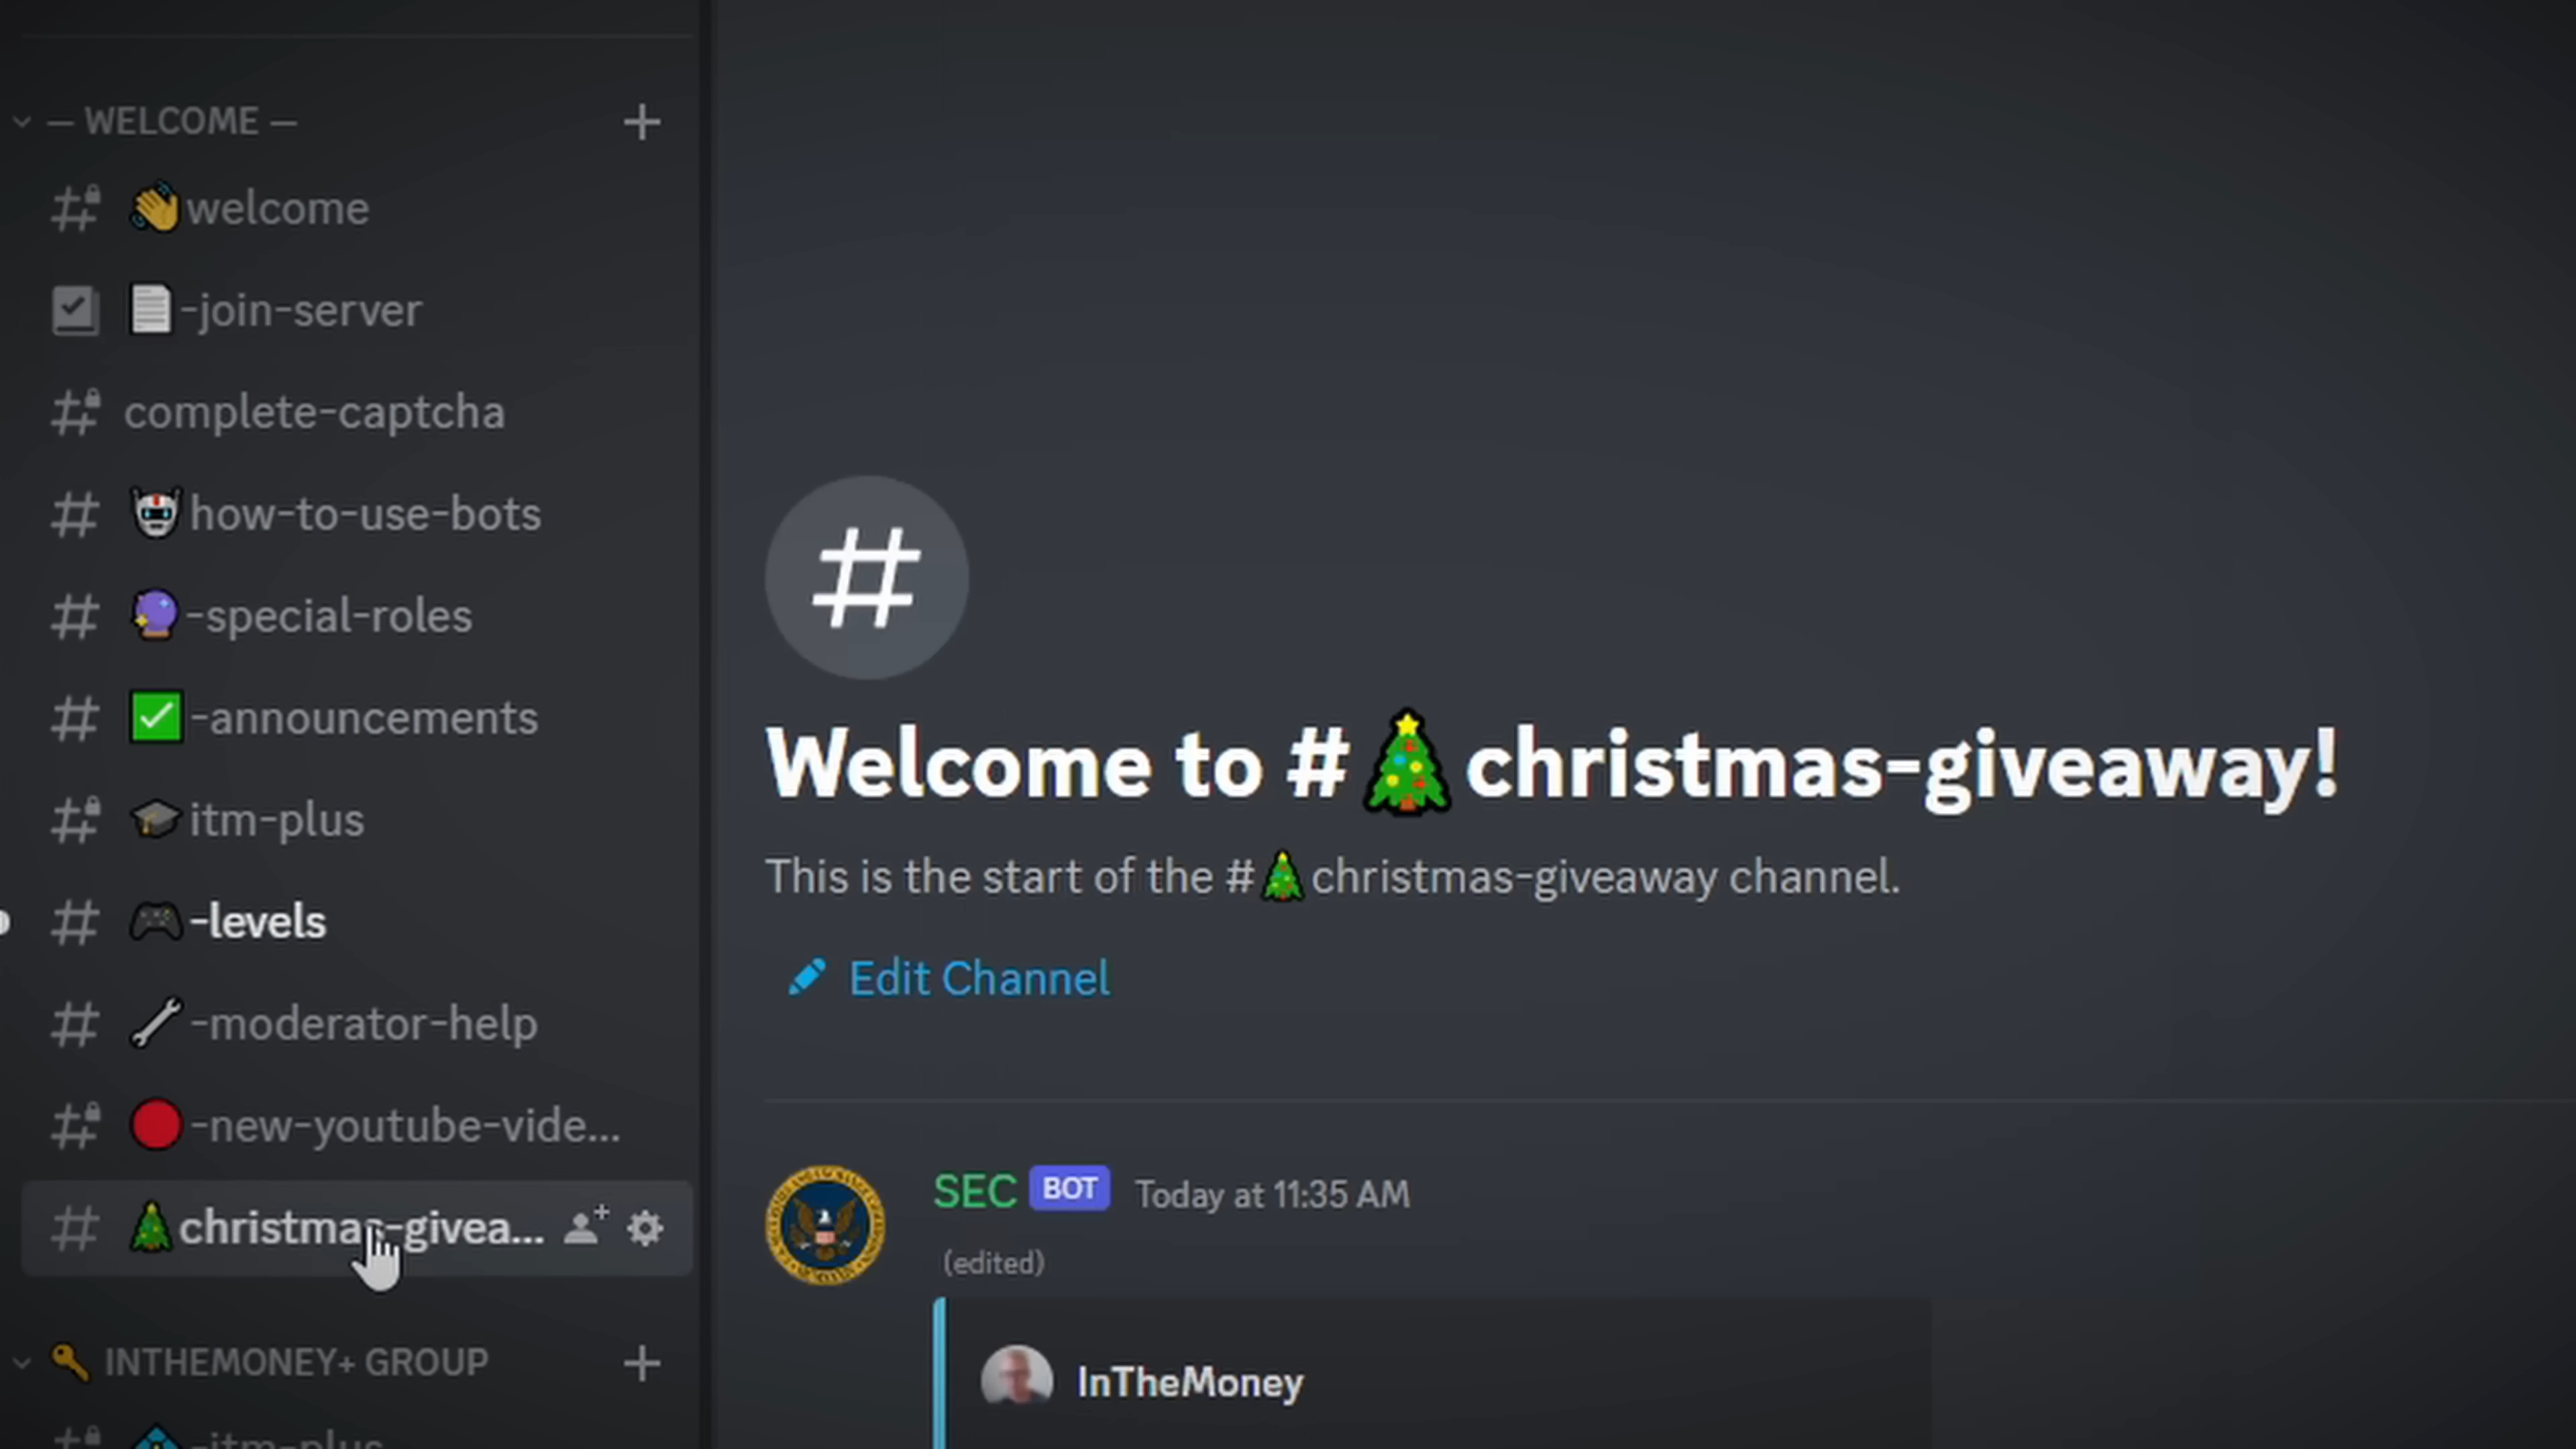 — WELCOME —
👋welcome
📄-join-server
complete-captcha
🤖how-to-use-bots
🔮-special-roles
✅-announcements
🎓itm-plus
🎮-levels
🔧-moderator-help
🔴-new-youtube-vide...
🎄christmas-givea...
🔑 INTHEMONEY+ GROUP
-itm-plus
Welcome to #🎄christmas-giveaway!
This is the start of the #🎄christmas-giveaway channel.
Edit Channel
SEC BOT Today at 11:35 AM
(edited)
InTheMoney